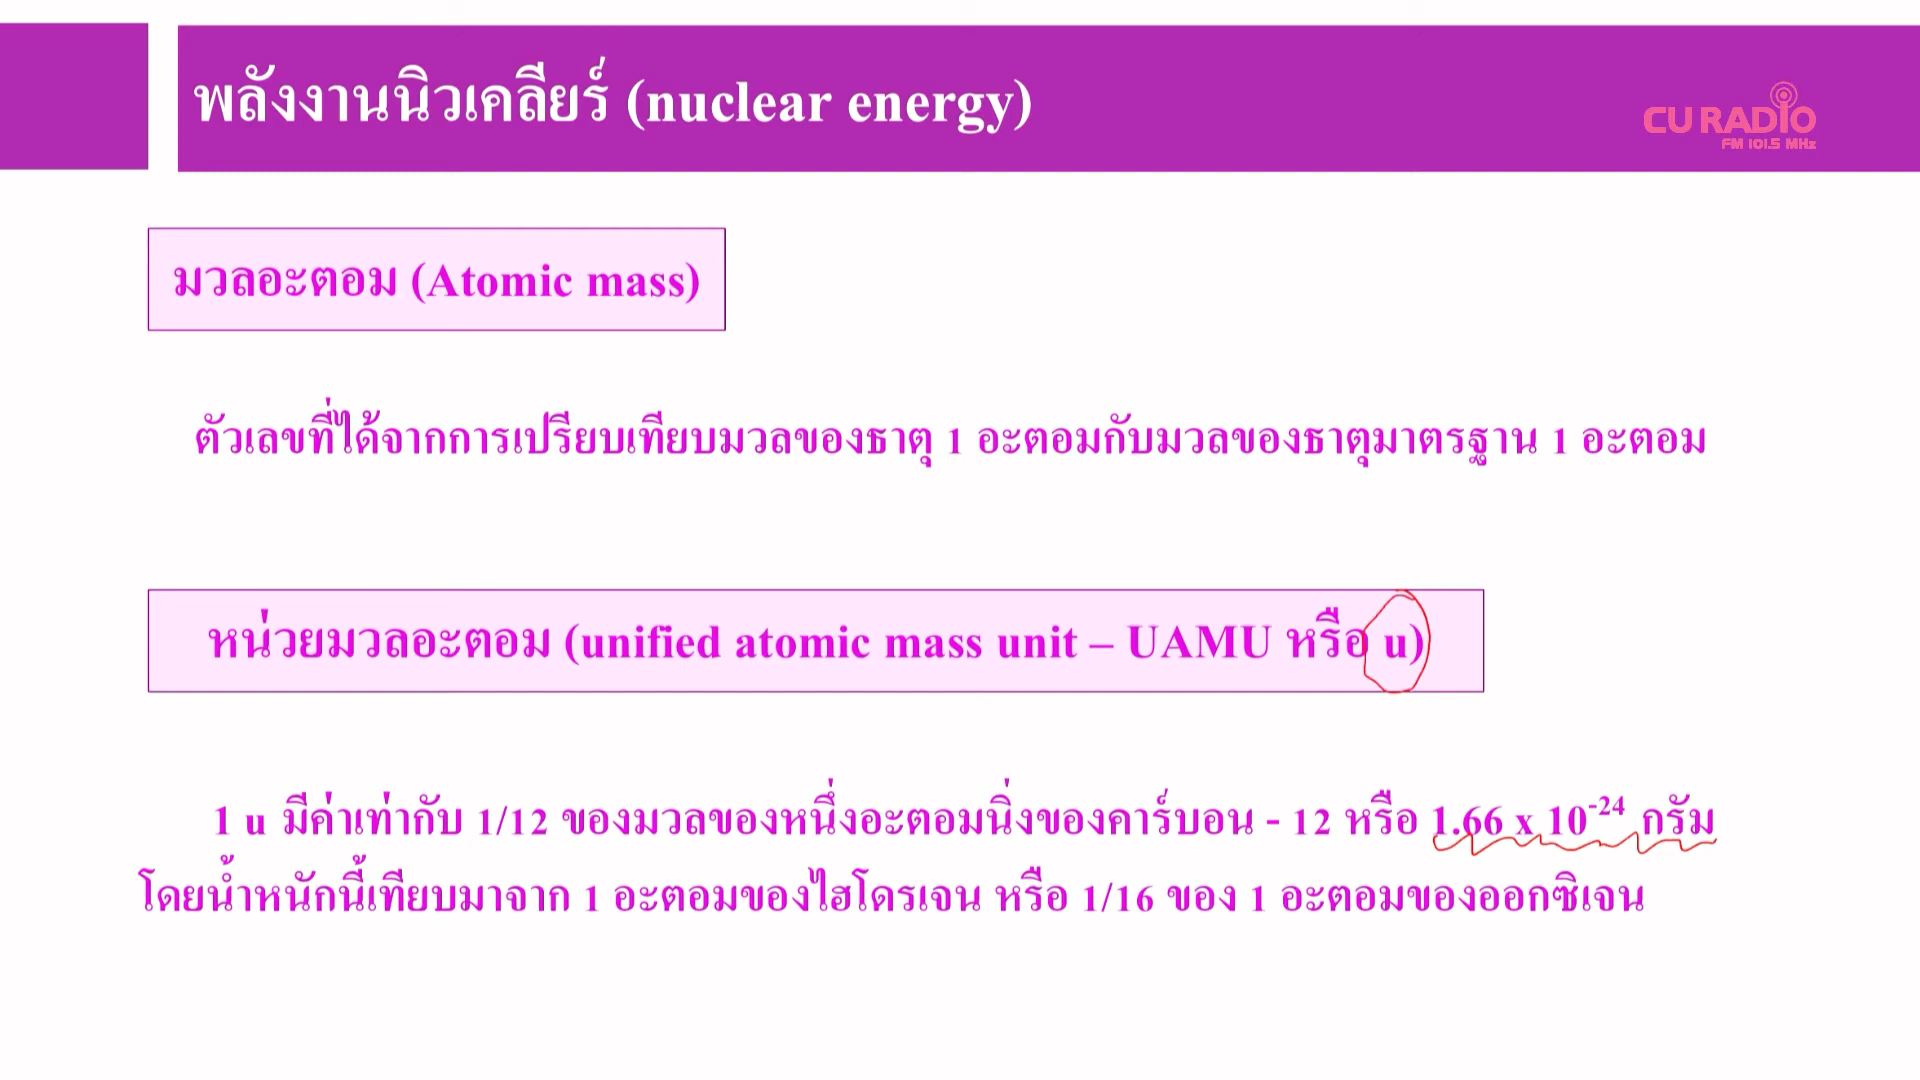 พลังงานนิวเคลียร์ (nuclear energy)
CU RADIO
FM 101.5 MHz
มวลอะตอม (Atomic mass)
ตัวเลขที่ได้จากการเปรียบเทียบมวลของธาตุ 1 อะตอมกับมวลของธาตุมาตรฐาน 1 อะตอม
หน่วยมวลอะตอม (unified atomic mass unit – UAMU หรือ u)
1 u มีค่าเท่ากับ 1/12 ของมวลของหนึ่งอะตอมนิ่งของคาร์บอน - 12 หรือ 1.66 x 10⁻²⁴ กรัม
โดยน้ำหนักนี้เทียบมาจาก 1 อะตอมของไฮโดรเจน หรือ 1/16 ของ 1 อะตอมของออกซิเจน